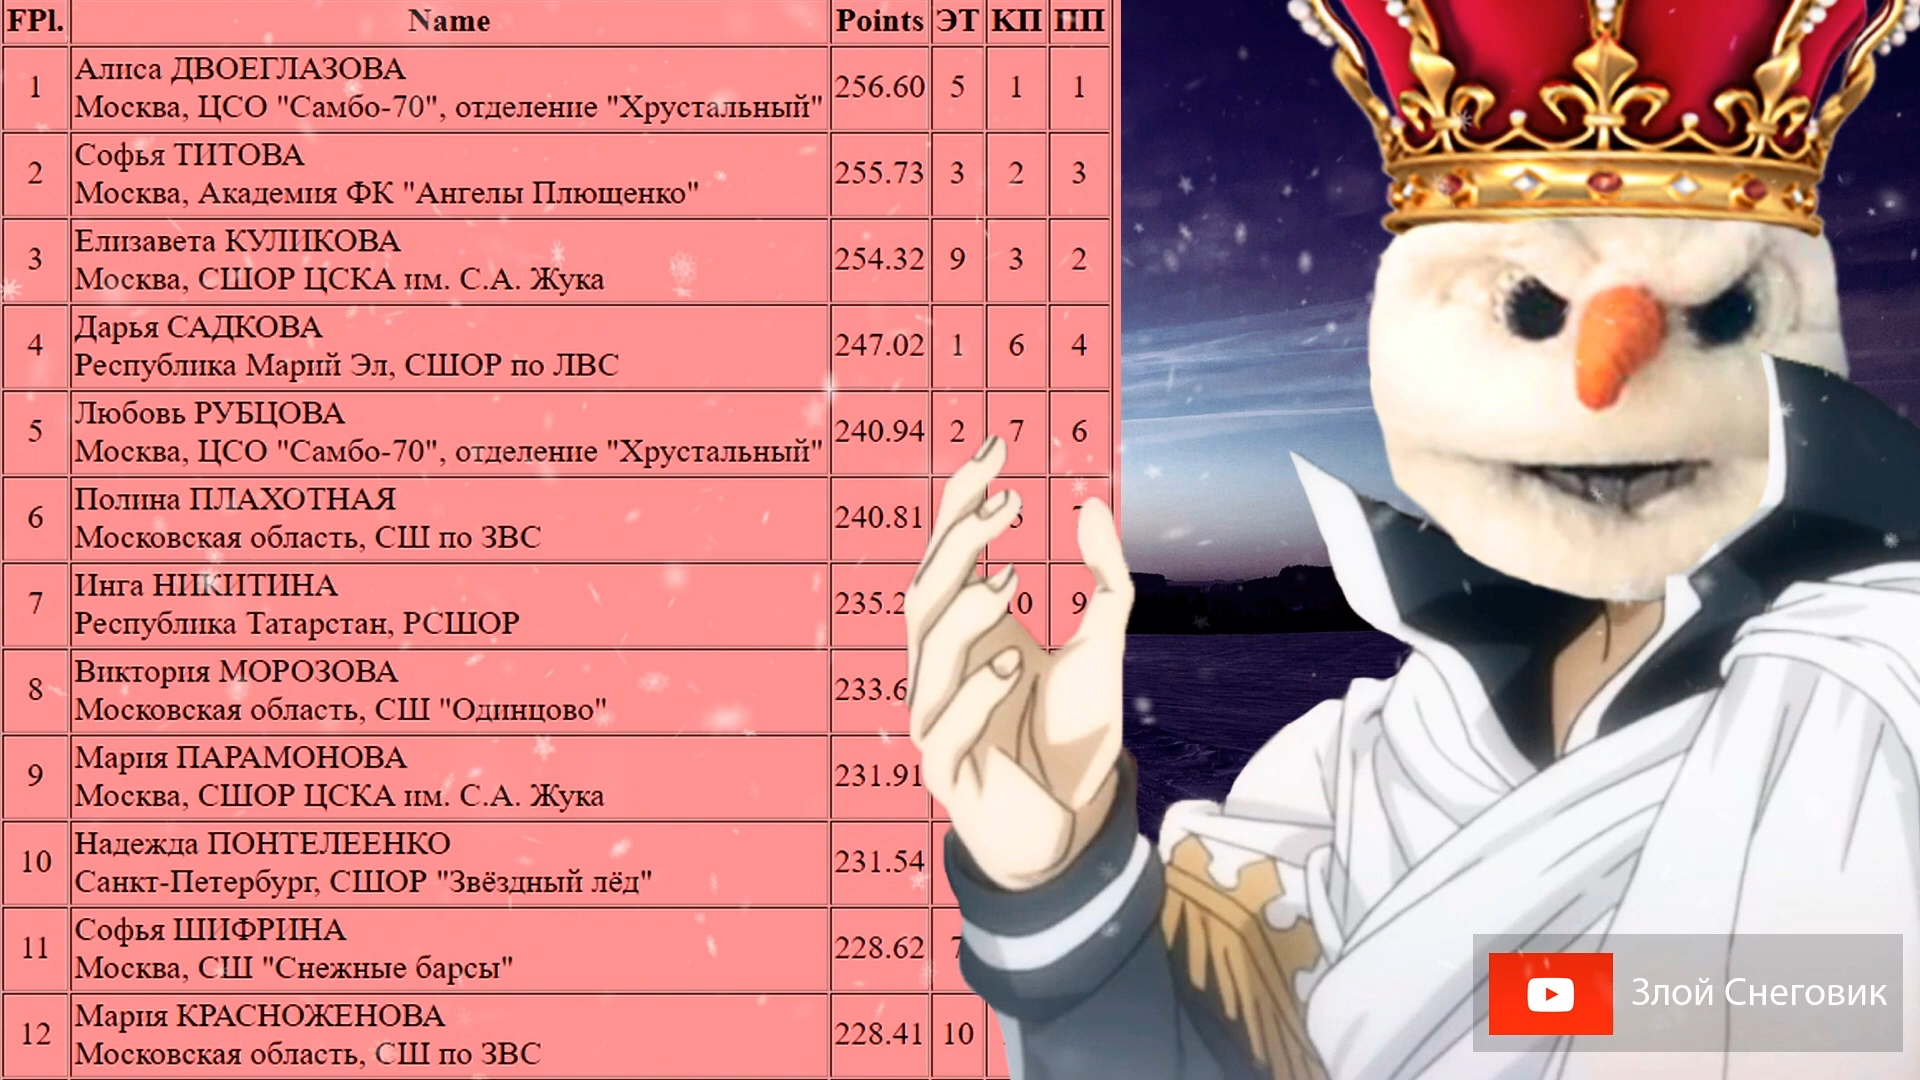 FPl. Name Points ЭТ КП ПП
1 Алиса ДВОЕГЛАЗОВА 256.60 5 1 1
Москва, ЦСО "Самбо-70", отделение "Хрустальный"
2 Софья ТИТОВА 255.73 3 2 3
Москва, Академия ФК "Ангелы Плющенко"
3 Елизавета КУЛИКОВА 254.32 9 3 2
Москва, СШОР ЦСКА им. С.А. Жука
4 Дарья САДКОВА 247.02 1 6 4
Республика Марий Эл, СШОР по ЛВС
5 Любовь РУБЦОВА 240.94 2 7 6
Москва, ЦСО "Самбо-70", отделение "Хрустальный"
6 Полина ПЛАХОТНАЯ 240.81
Московская область, СШ по ЗВС
7 Инга НИКИТИНА 9
Республика Татарстан, РСШОР
8 Виктория МОРОЗОВА
Московская область, СШ "Одинцово"
9 Мария ПАРАМОНОВА 231.91
Москва, СШОР ЦСКА им. С.А. Жука
10 Надежда ПОНТЕЛЕЕНКО 231.54
Санкт-Петербург, СШОР "Звёздный лёд"
11 Софья ШИФРИНА 228.62 7
Москва, СШ "Снежные барсы"
12 Мария КРАСНОЖЕНОВА 228.41 10
Московская область, СШ по ЗВС
Злой Снеговик